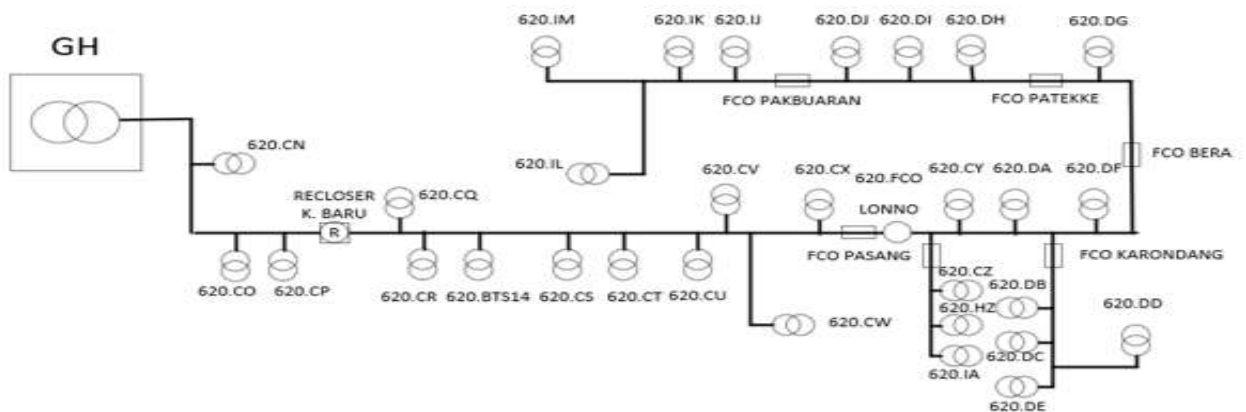 620.IM
620.IK
620.IJ
620.DJ
620.DI
620.DH
620.DG
GH
FCO PAKBUARAN
FCO PATEKKE
620.CN
620.IL
620.CV
620.CX
620.FCO
LONNO
620.CY
620.DA
620.DF
FCO BERA
RECLOSER
K. BARU
620.CQ
R
FCO PASANG
FCO KARONDANG
620.CO
620.CP
620.CR
620.BTS14
620.CS
620.CT
620.CU
620.CZ
620.DB
620.HZ
620.DD
620.CW
620.DC
620.IA
620.DE